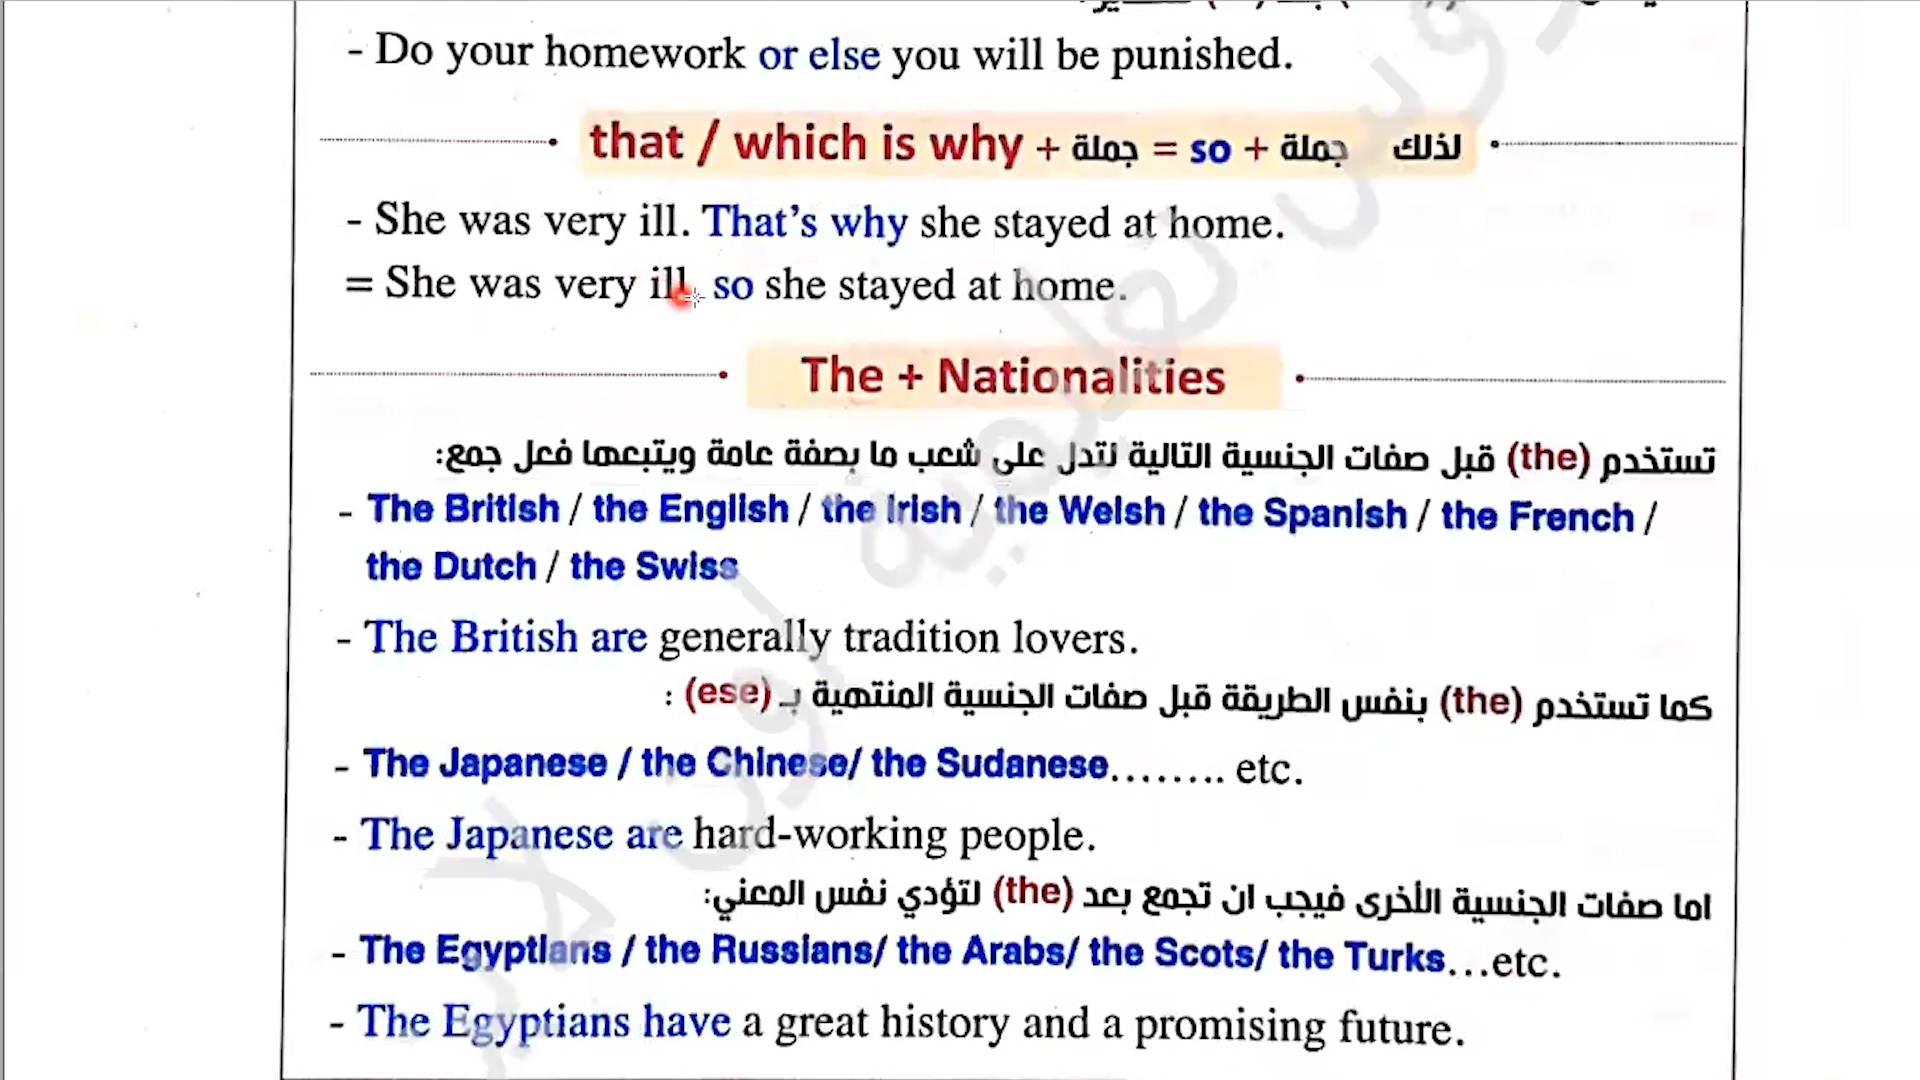 - Do your homework or else you will be punished.
that / which is why + جملة = so + جملة لذلك
- She was very ill. That's why she stayed at home.
= She was very ill, so she stayed at home.
The + Nationalities
تستخدم (the) قبل صفات الجنسية التالية لتدل على شعب ما بصفة عامة ويتبعها فعل جمع:
- The British / the English / the Irish / the Welsh / the Spanish / the French /
the Dutch / the Swiss
- The British are generally tradition lovers.
كما تستخدم (the) بنفس الطريقة قبل صفات الجنسية المنتهية بـ (ese) :
- The Japanese / the Chinese/ the Sudanese........ etc.
- The Japanese are hard-working people.
اما صفات الجنسية الأخرى فيجب ان تجمع بعد (the) لتؤدي نفس المعني:
- The Egyptians / the Russians/ the Arabs/ the Scots/ the Turks...etc.
- The Egyptians have a great history and a promising future.